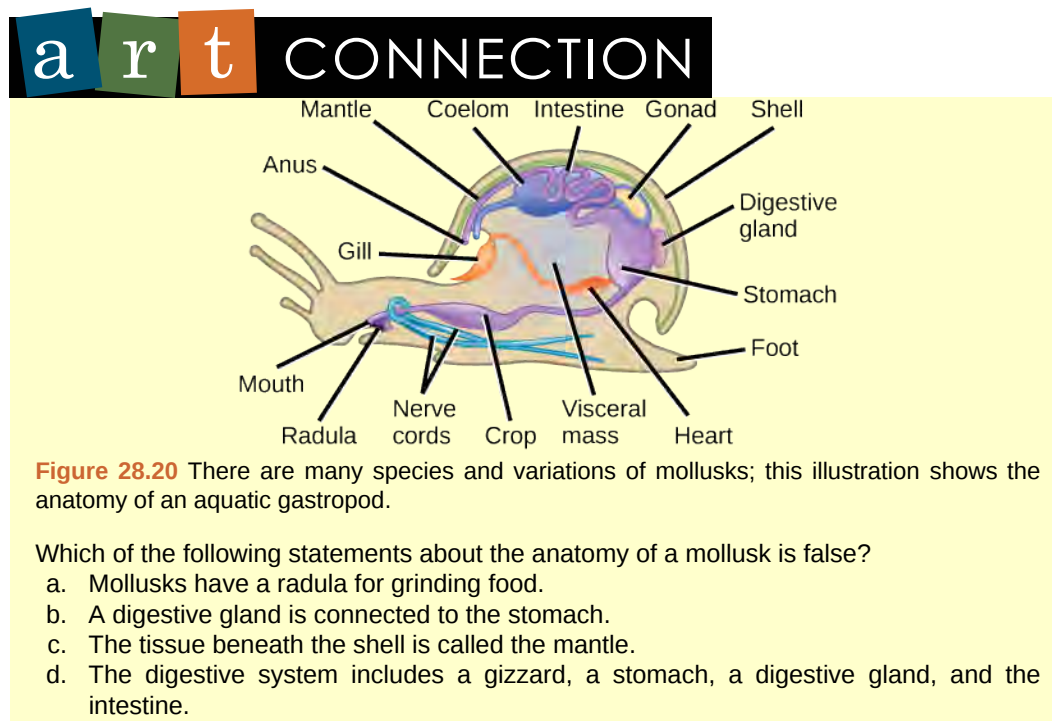 art CONNECTION
Mantle Coelom Intestine Gonad Shell
Anus
Digestive
gland
Gill
Stomach
Foot
Mouth
Radula
Nerve
cords
Crop
Visceral
mass
Heart
Figure 28.20 There are many species and variations of mollusks; this illustration shows the
anatomy of an aquatic gastropod.
Which of the following statements about the anatomy of a mollusk is false?
a. Mollusks have a radula for grinding food.
b. A digestive gland is connected to the stomach.
c. The tissue beneath the shell is called the mantle.
d. The digestive system includes a gizzard, a stomach, a digestive gland, and the
intestine.